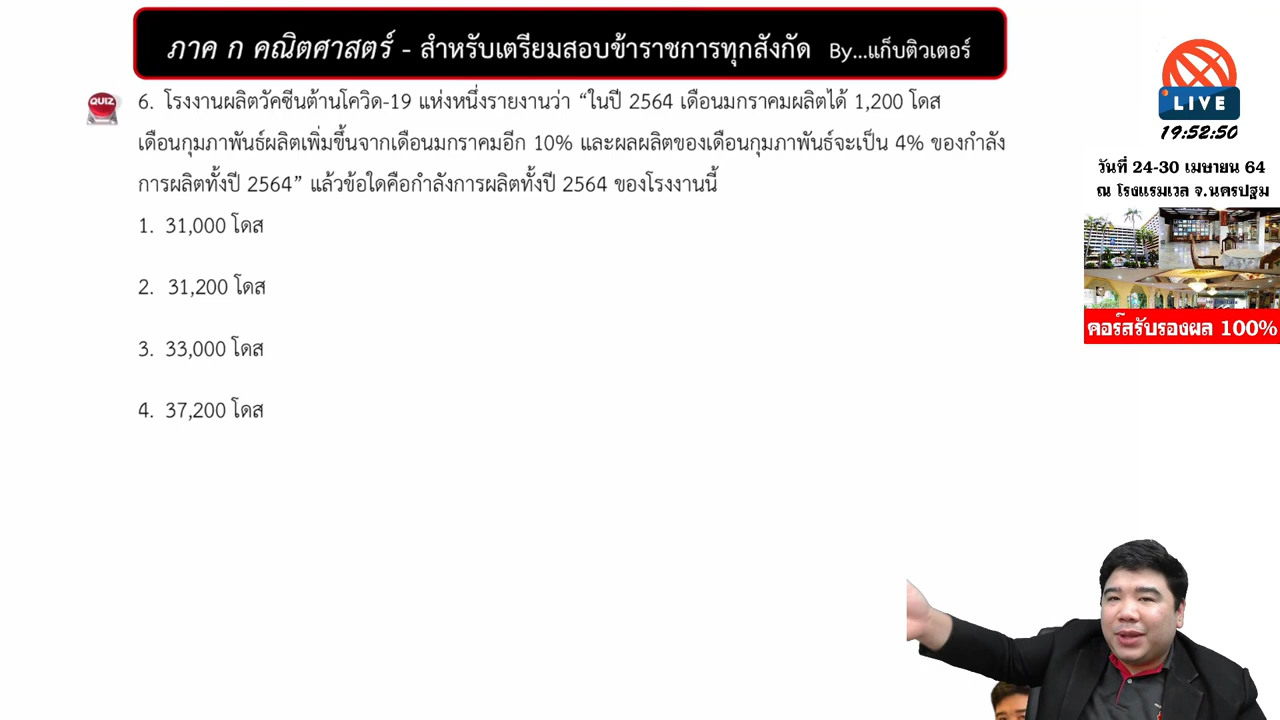 ภาค ก คณิตศาสตร์ - สำหรับเตรียมสอบข้าราชการทุกสังกัด By...แก็บติวเตอร์
QUIZ
6. โรงงานผลิตวัคซีนต้านโควิด-19 แห่งหนึ่งรายงานว่า “ในปี 2564 เดือนมกราคมผลิตได้ 1,200 โดส
เดือนกุมภาพันธ์ผลิตเพิ่มขึ้นจากเดือนมกราคมอีก 10% และผลผลิตของเดือนกุมภาพันธ์จะเป็น 4% ของกำลัง
การผลิตทั้งปี 2564” แล้วข้อใดคือกำลังการผลิตทั้งปี 2564 ของโรงงานนี้
1. 31,000 โดส
2. 31,200 โดส
3. 33,000 โดส
4. 37,200 โดส
LIVE
19:52:50
วันที่ 24-30 เมษายน 64
ณ โรงแรมเวล จ.นครปฐม
คอร์สรับรองผล 100%